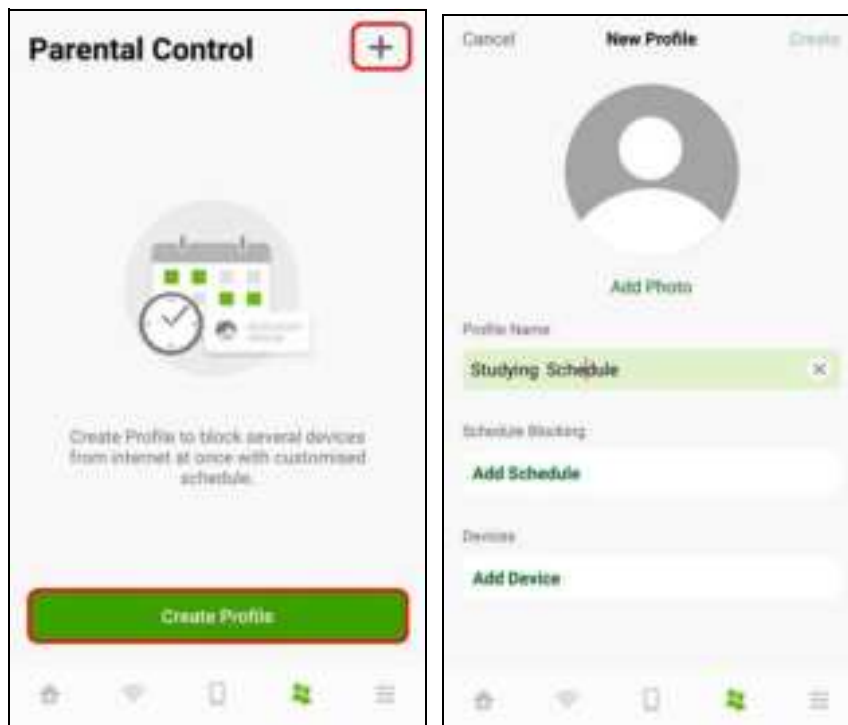 Parental Control
+
Create Profile to block several devices
from internet at once with customised
schedule.
Create Profile
Cancel
New Profile
Create
Add Photo
Profile Name
Studying Schedule
Schedule Blocking
Add Schedule
Devices
Add Device